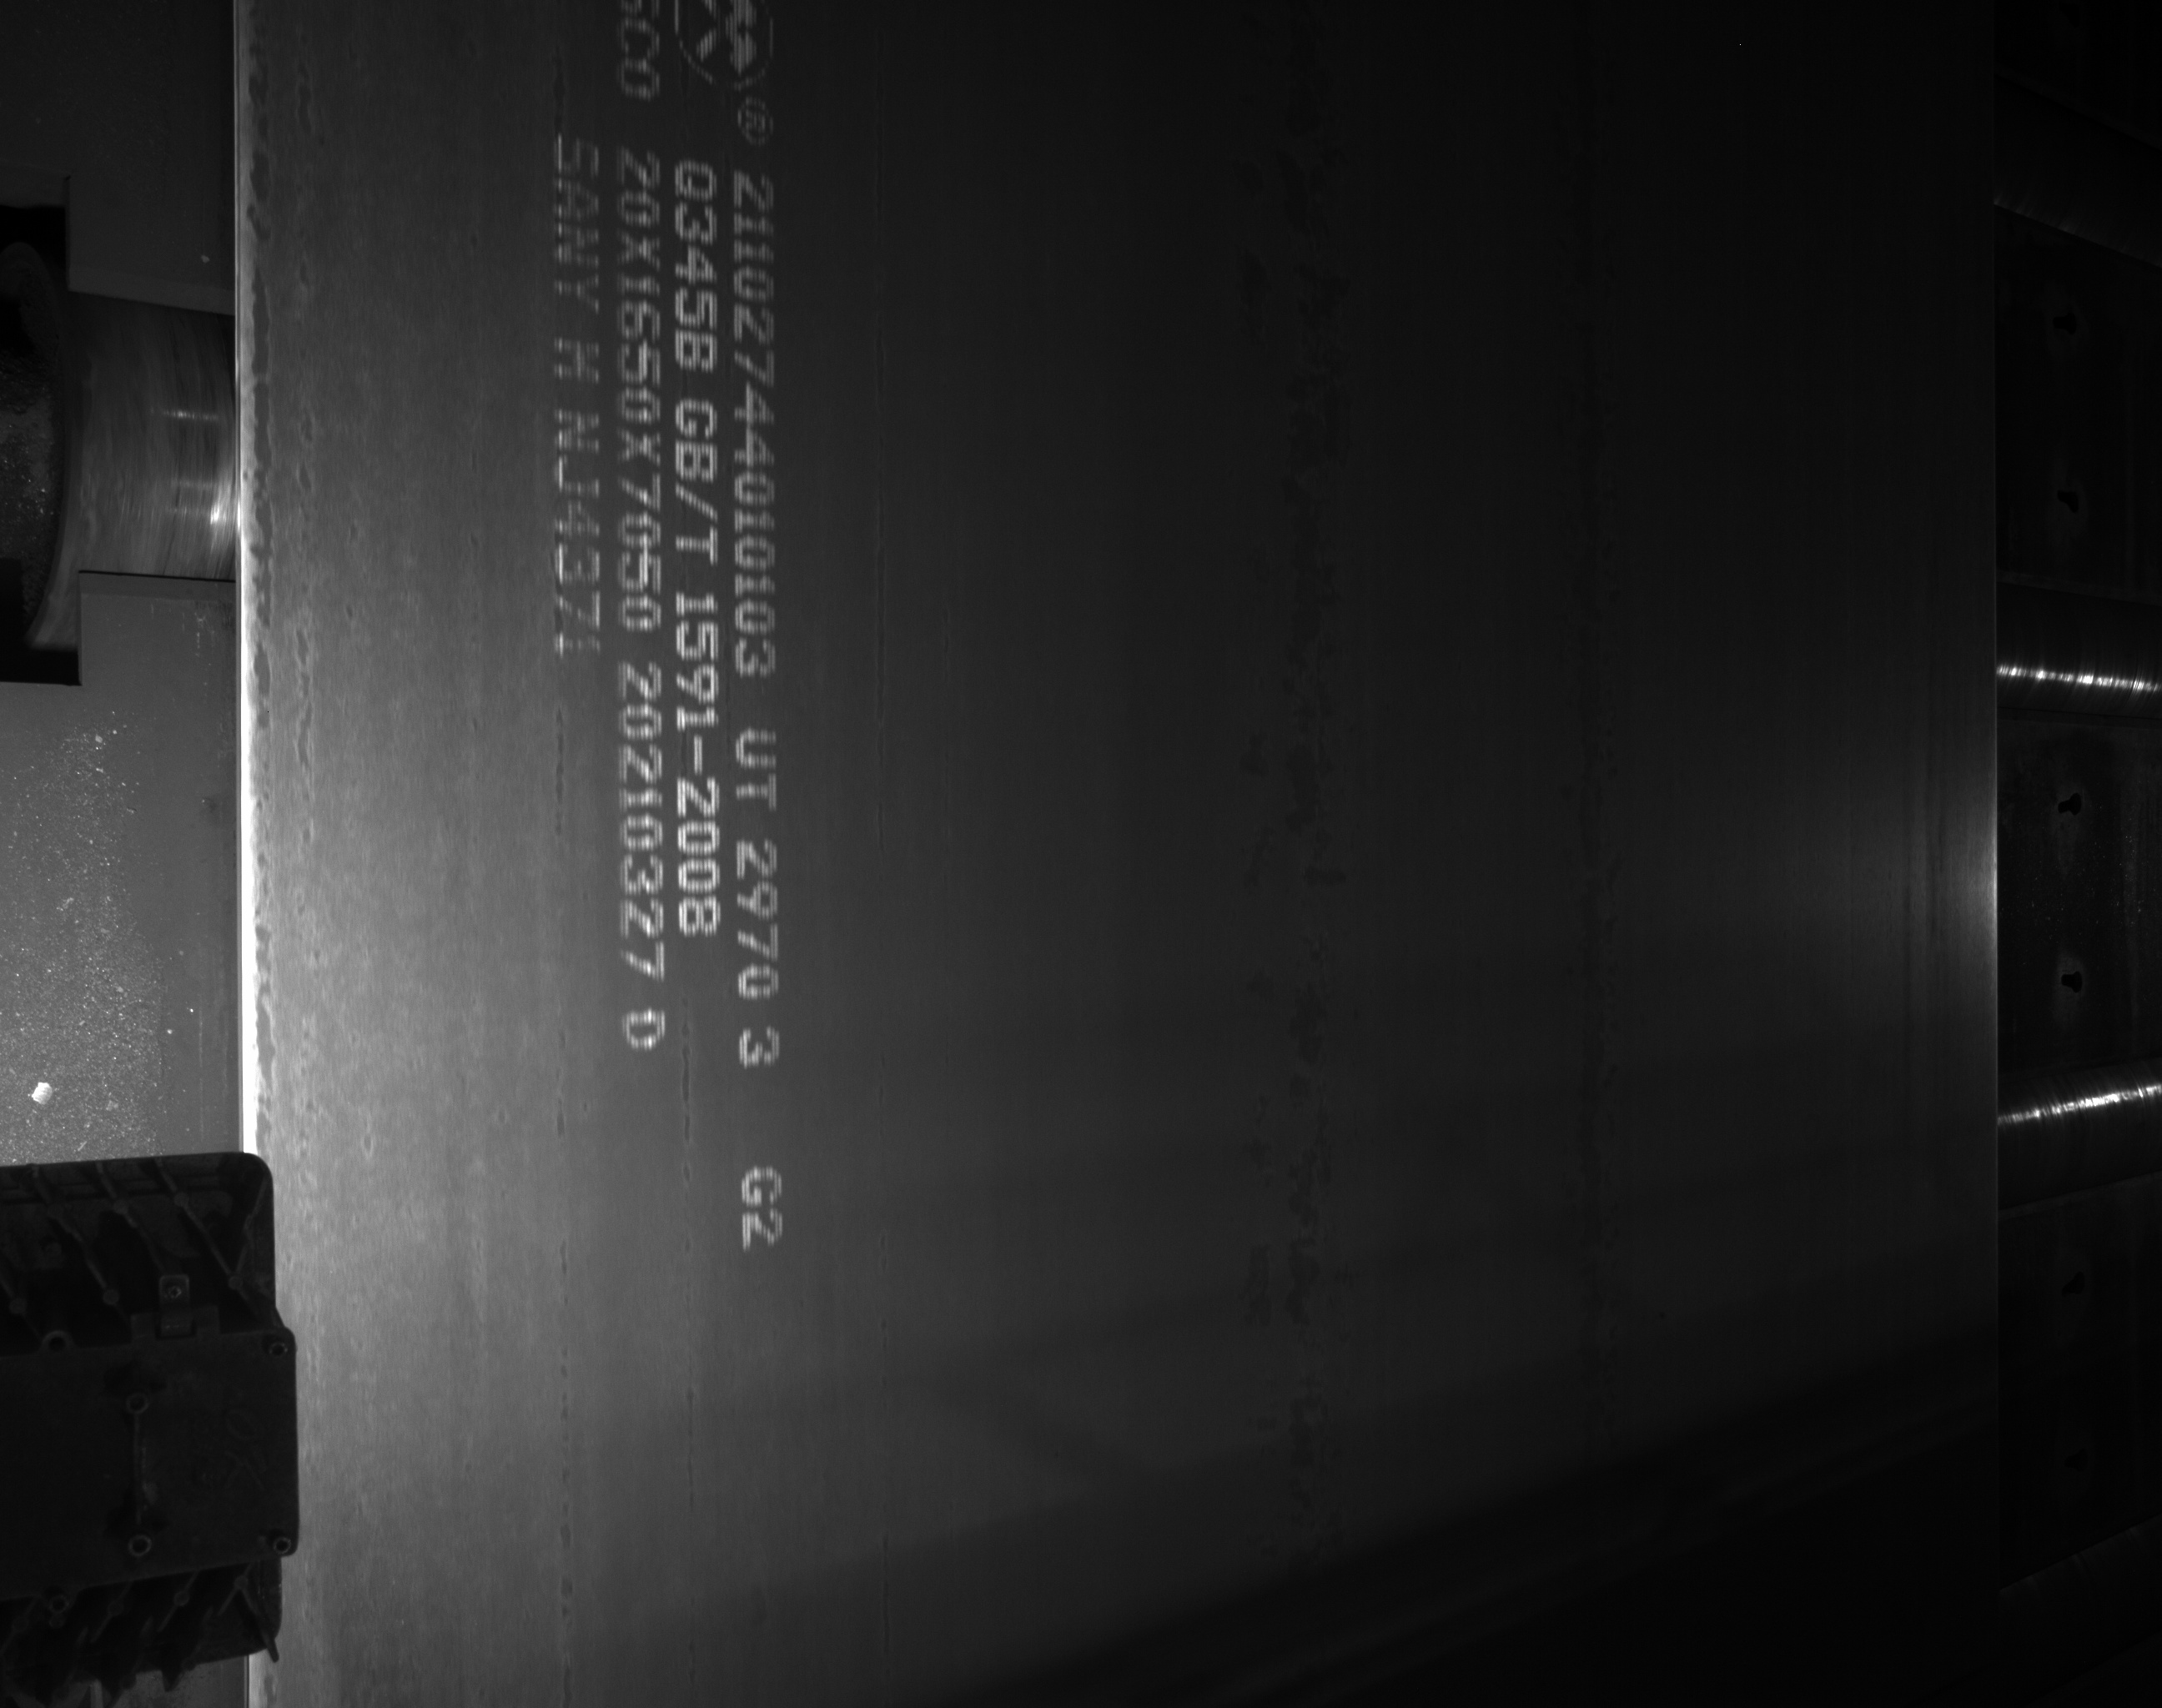 ® 21102744010103 UT 2970 3 G2
Q345B GB/T 1591-2008
SCO 20X1650X7050 20210327 D
SANY H NJ4371